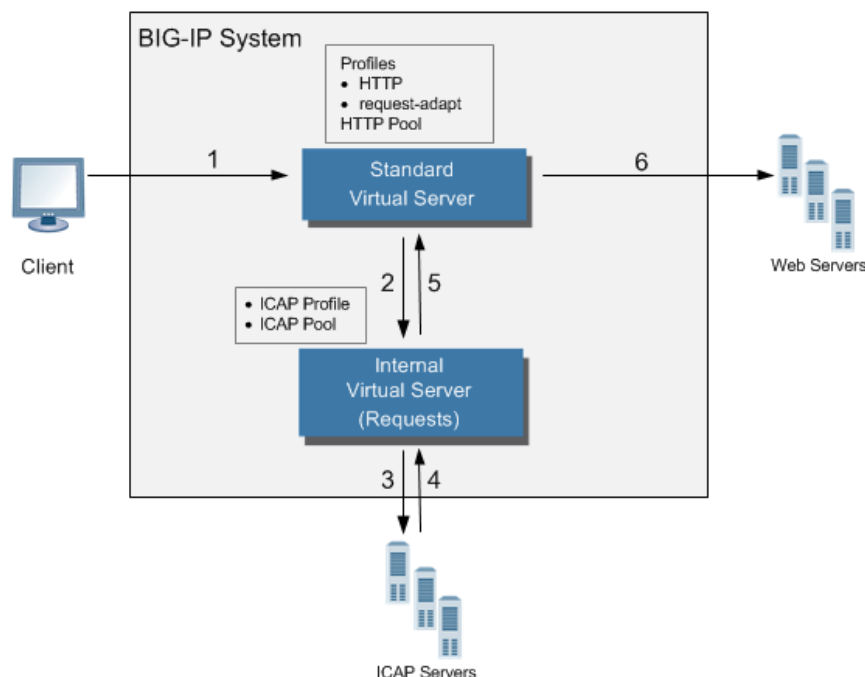 BIG-IP System
Profiles
• HTTP
• request-adapt
HTTP Pool
1
Standard
Virtual Server
6
Client
Web Servers
2
5
• ICAP Profile
• ICAP Pool
Internal
Virtual Server
(Requests)
3
4
ICAP Servers